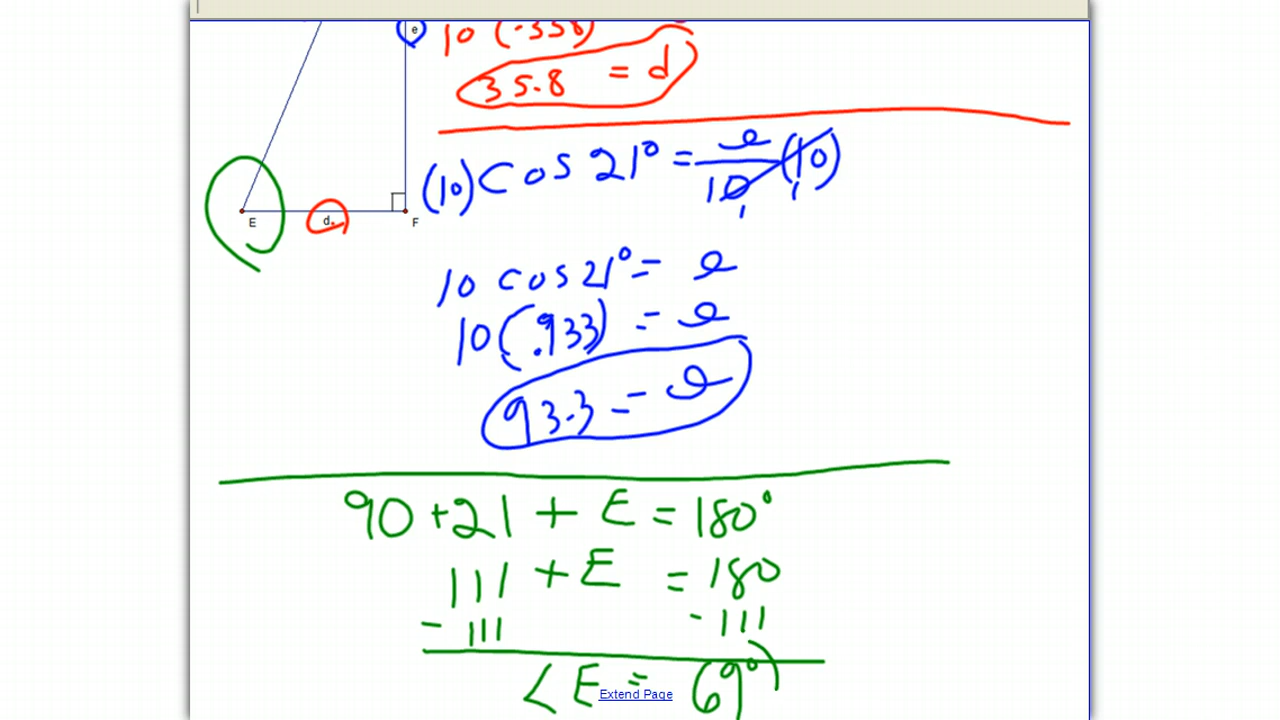 e
10 (.358)
35.8 = d
(10) cos 21° = e/10 (10)
E
d
F
10 cos 21° = e
10 (.933) = e
93.3 = e
90 + 21 + E = 180°
111 + E = 180
- 111 - 111
∠E = 69°
Extend Page